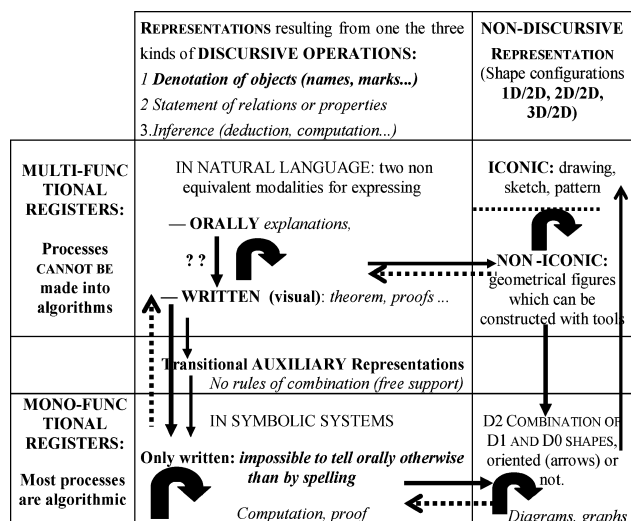 REPRESENTATIONS resulting from one the three
kinds of DISCURSIVE OPERATIONS:
1 Denotation of objects (names, marks...)
2 Statement of relations or properties
3.Inference (deduction, computation...)
NON-DISCURSIVE
REPRESENTATION
(Shape configurations
1D/2D, 2D/2D,
3D/2D)
MULTI-FUNC
TIONAL
REGISTERS:
Processes
CANNOT BE
made into
algorithms
IN NATURAL LANGUAGE: two non
equivalent modalities for expressing
— ORALLY explanations,
? ?
— WRITTEN (visual): theorem, proofs ...
ICONIC: drawing,
sketch, pattern
NON -ICONIC:
geometrical figures
which can be
constructed with tools
Transitional AUXILIARY Representations
No rules of combination (free support)
MONO-FUNC
TIONAL
REGISTERS:
Most processes
are algorithmic
IN SYMBOLIC SYSTEMS
Only written: impossible to tell orally otherwise
than by spelling
Computation, proof
D2 COMBINATION OF
D1 AND D0 SHAPES,
oriented (arrows) or
not.
Diagrams, graphs